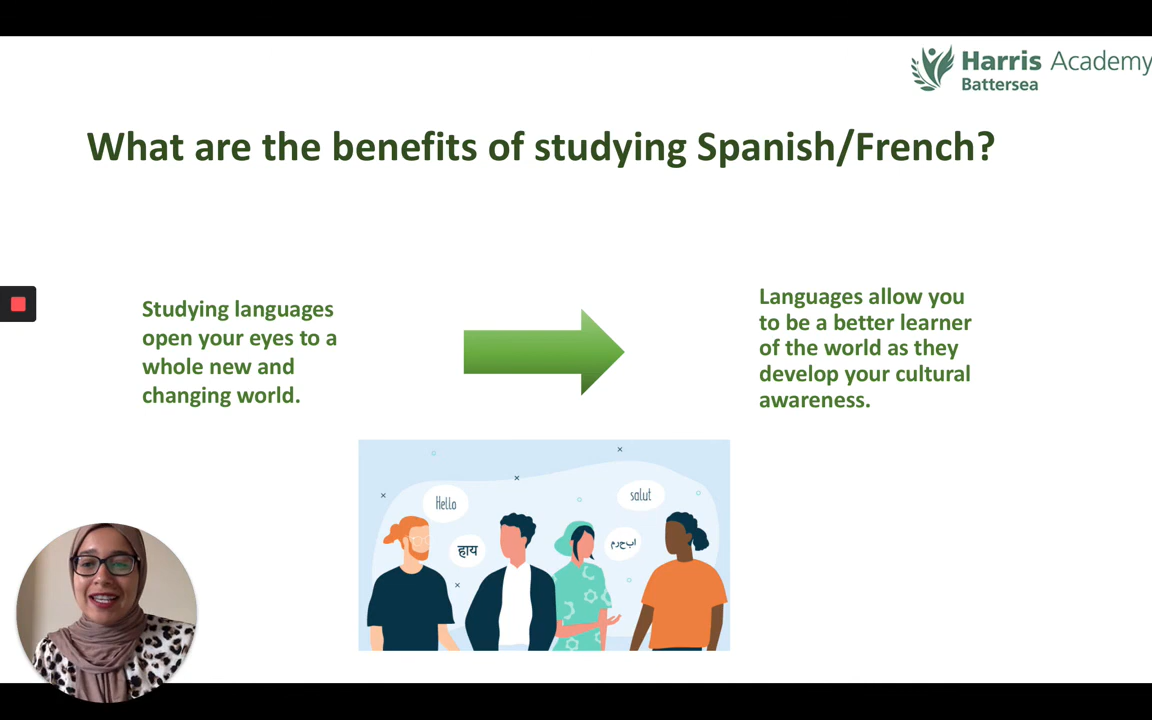 Harris Academy
Battersea
What are the benefits of studying Spanish/French?
Studying languages
open your eyes to a
whole new and
changing world.
Languages allow you
to be a better learner
of the world as they
develop your cultural
awareness.
Hello
salut
हाय
ابحرم